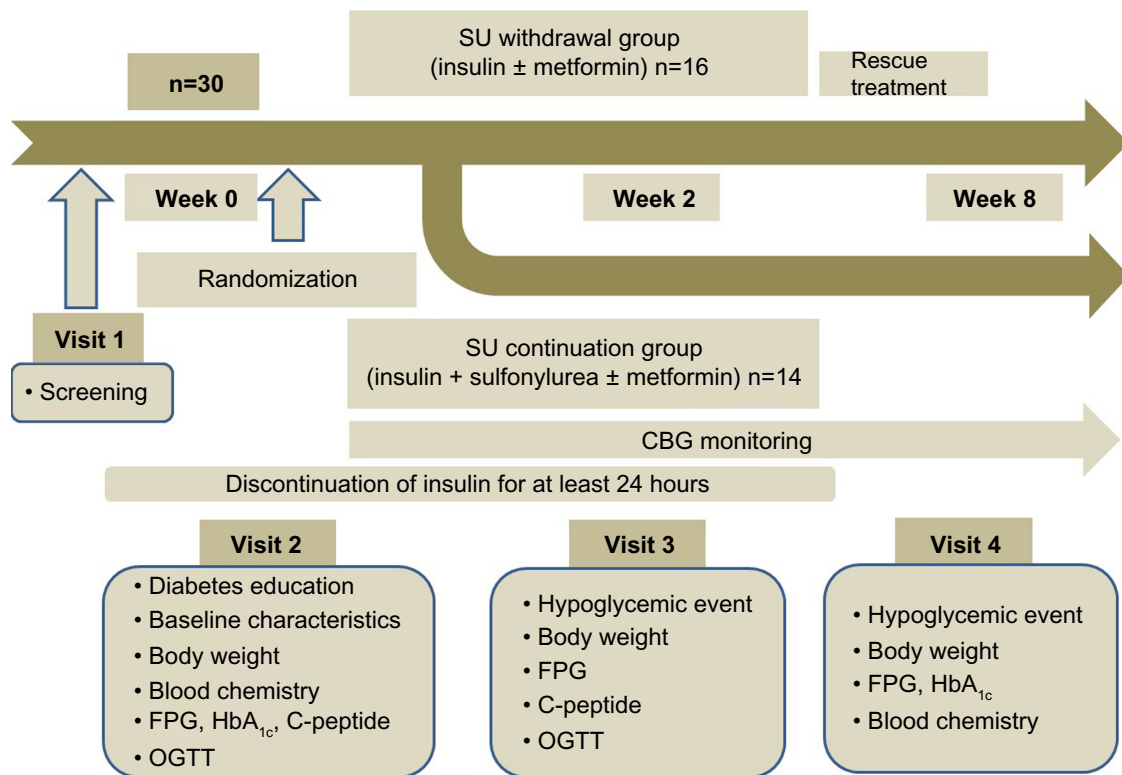 SU withdrawal group
(insulin ± metformin) n=16
Rescue
treatment
n=30
Week 0
Week 2
Week 8
Randomization
Visit 1
• Screening
SU continuation group
(insulin + sulfonylurea ± metformin) n=14
CBG monitoring
Discontinuation of insulin for at least 24 hours
Visit 2
• Diabetes education
• Baseline characteristics
• Body weight
• Blood chemistry
• FPG, HbA1c, C-peptide
• OGTT
Visit 3
• Hypoglycemic event
• Body weight
• FPG
• C-peptide
• OGTT
Visit 4
• Hypoglycemic event
• Body weight
• FPG, HbA1c
• Blood chemistry